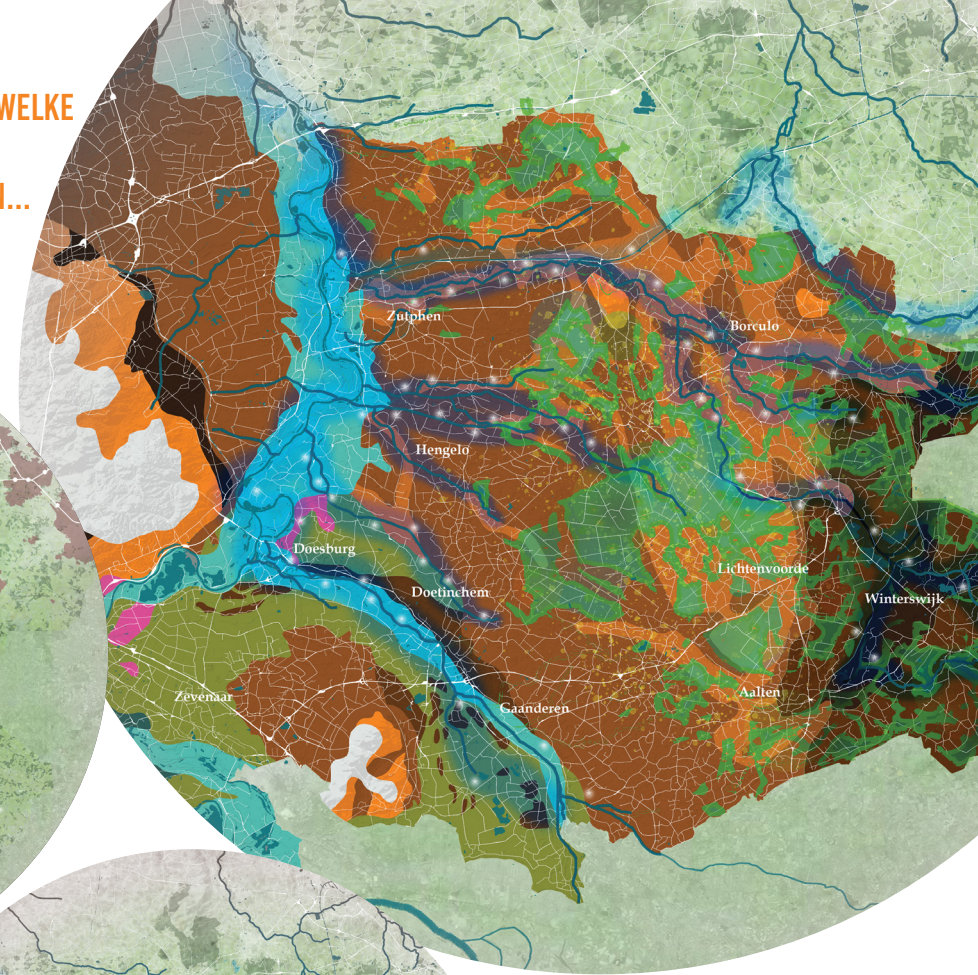 WELKE
...
Zutphen
Borculo
Hengelo
Doesburg
Lichtenvoorde
Doetinchem
Winterswijk
Aalten
Zevenaar
Gaanderen